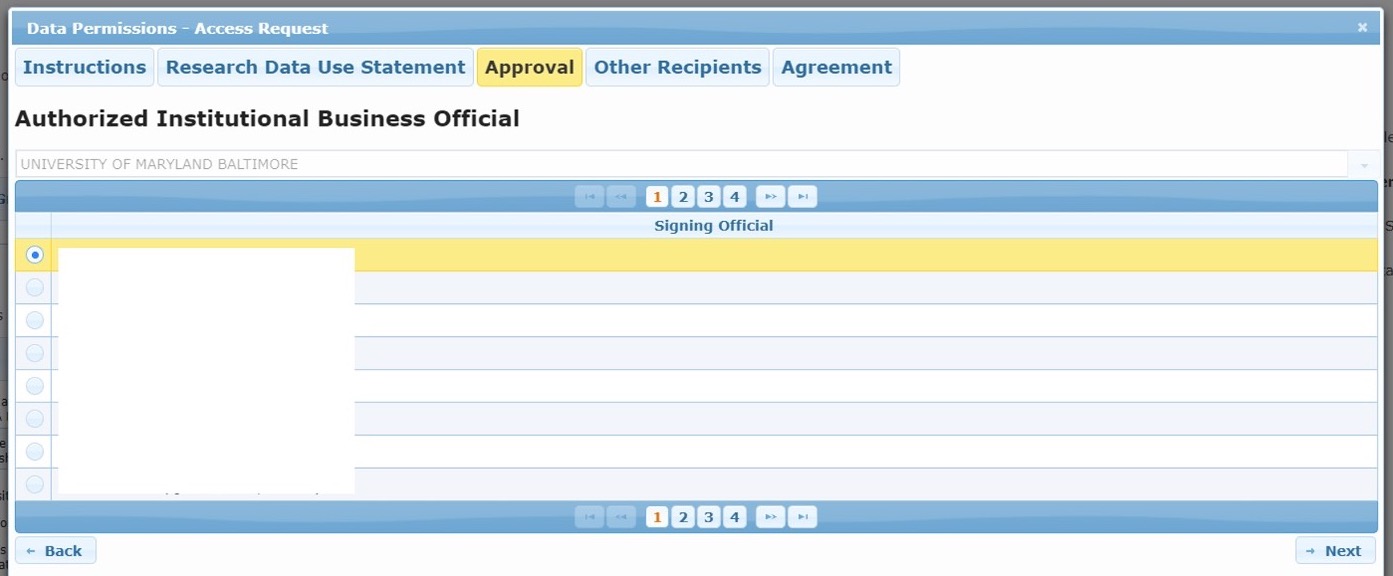 Data Permissions - Access Request
Instructions Research Data Use Statement Approval Other Recipients Agreement
Authorized Institutional Business Official
UNIVERSITY OF MARYLAND BALTIMORE
1 2 3 4
Signing Official
1 2 3 4
Back Next